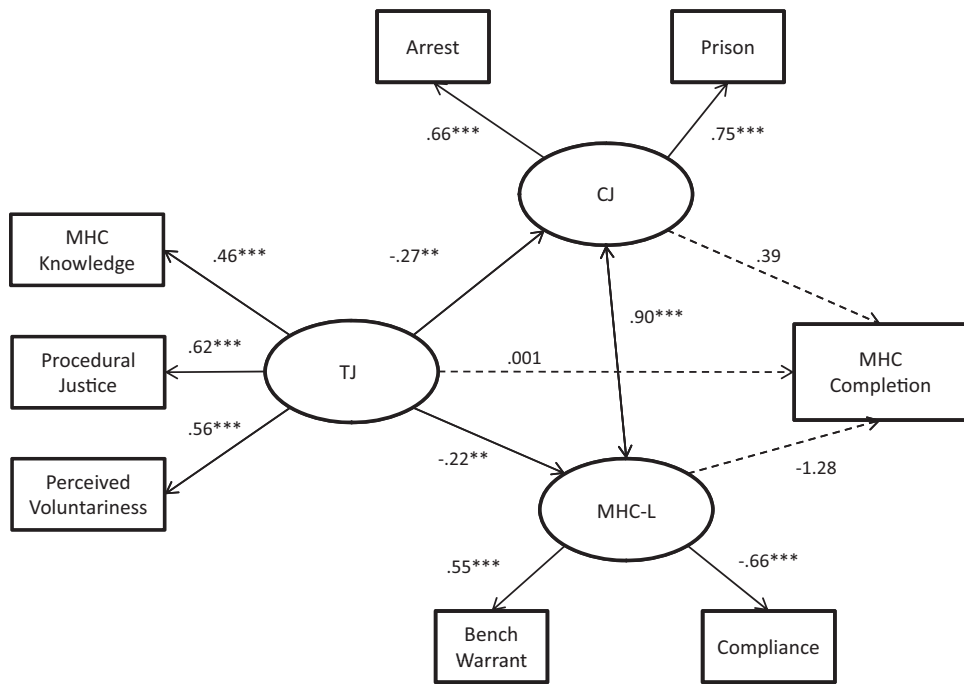 Arrest
Prison
.66***
.75***
CJ
MHC
Knowledge
.46***
-.27**
.39
Procedural
Justice
.62***
TJ
.90***
.001
MHC
Completion
.56***
Perceived
Voluntariness
-.22**
-1.28
MHC-L
.55***
-.66***
Bench
Warrant
Compliance